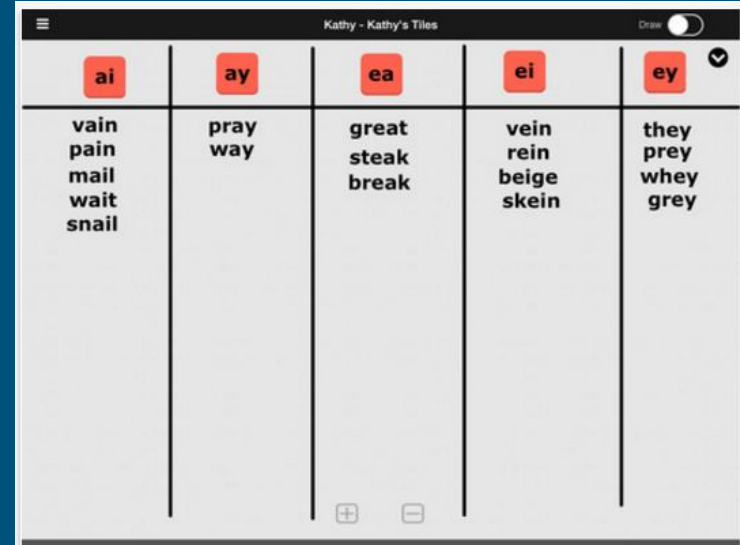 Kathy - Kathy's Tiles
Draw
ai
ay
ea
ei
ey
vain
pain
mail
wait
snail
pray
way
great
steak
break
vein
rein
beige
skein
they
prey
whey
grey